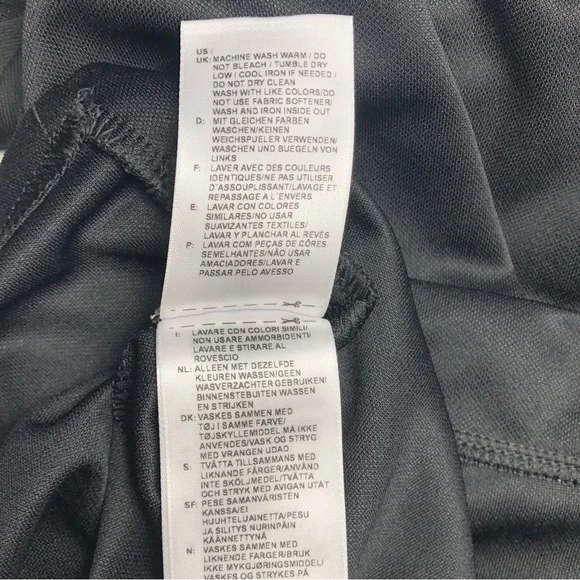 US /
UK: MACHINE WASH WARM / DO
NOT BLEACH / TUMBLE DRY
LOW / COOL IRON IF NEEDED /
DO NOT DRY CLEAN
WASH WITH LIKE COLORS/DO
NOT USE FABRIC SOFTENER/
WASH AND IRON INSIDE OUT
D: MIT GLEICHEN FARBEN
WASCHEN/KEINEN
WEICHSPUELER VERWENDEN/
WASCHEN UND BUEGELN VON
LINKS
F: LAVER AVEC DES COULEURS
IDENTIQUES/NE PAS UTILISER
D´ASSOUPLISSANT/LAVAGE ET
REPASSAGE A L'ENVERS
E: LAVAR CON COLORES
SIMILARES/NO USAR
SUAVIZANTES TEXTILES/
LAVAR Y PLANCHAR AL REVÉS
P: LAVAR COM PEÇAS DE CÔRES
SEMELHANTES/NÃO USAR
AMACIADORES/LAVAR E
PASSAR PELO AVESSO
I: LAVARE CON COLORI SIMILI/
NON USARE AMMORBIDENTI/
LAVARE E STIRARE AL
ROVESCIO
NL: ALLEEN MET DEZELFDE
KLEUREN WASSEN/GEEN
WASVERZACHTER GEBRUIKEN/
BINNENSTEBUITEN WASSEN
EN STRIJKEN
DK: VASKES SAMMEN MED
TØJ I SAMME FARVE/
TØJSKYLLEMIDDEL MÅ IKKE
ANVENDES/VASK OG STRYG
MED VRANGEN UDAD
S: TVÄTTA TILLSAMMANS MED
LIKNANDE FÄRGER/ANVÄND
INTE SKÖLJMEDEL/TVÄTTA
OCH STRYK MED AVIGAN UTÅT
SF: PESE SAMANVÄRISTEN
KANSSA/EI
HUUHTELUAINETTA/PESU
JA SILITYS NURINPÄIN
KÄÄNNETTYNÄ
N: VASKES SAMMEN MED
LIKNENDE FARGER/BRUK
IKKE MYKGJØRINGSMIDDEL/
VASKES OG STRYKES PÅ